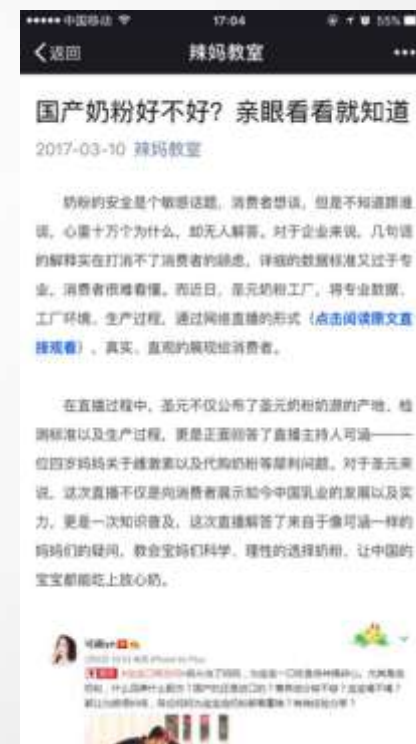 中国移动 17:04 55%
返回 辣妈教室
国产奶粉好不好？亲眼看看就知道
2017-03-10 辣妈教室
奶粉的安全是个敏感话题，消费者想谈，但是不知道跟谁
谈，心里十万个为什么，却无人解答。对于企业来说，几句话
的解释实在打消不了消费者的顾虑，详细的数据标准又过于专
业，消费者很难看懂。而近日，圣元奶粉工厂，将专业数据、
工厂环境、生产过程，通过网络直播的形式（点击阅读原文直
接观看），真实、直观的展现给消费者。
在直播过程中，圣元不仅公布了圣元奶粉奶源的产地、检
测标准以及生产过程，更是正面回答了直播主持人可涵———
位四岁妈妈关于雌激素以及代购奶粉等犀利问题。对于圣元来
说，这次直播不仅是向消费者展示如今中国乳业的发展以及实
力，更是一次知识普及，这次直播解答了来自于像可涵一样的
妈妈们的疑问，教会宝妈们科学、理性的选择奶粉，让中国的
宝宝都能吃上放心奶。